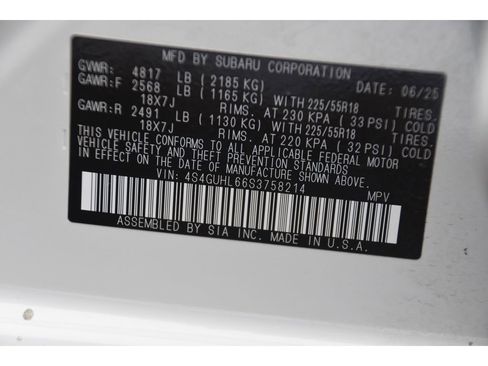 MFD BY SUBARU CORPORATION
GVWR: 4817 LB (2185 KG) DATE: 06/25
GAWR:F 2568 LB (1165 KG) WITH 225/55R18 TIRES.
18X7J RIMS. AT 230 KPA (33 PSI) COLD.
GAWR:R 2491 LB (1130 KG) WITH 225/55R18 TIRES.
18X7J RIMS. AT 220 KPA (32 PSI) COLD.
THIS VEHICLE CONFORMS TO ALL APPLICABLE FEDERAL MOTOR
VEHICLE SAFETY STANDARDS IN EFFECT ON THE
DATE OF MANUFACTURE SHOWN ABOVE.
VIN: 4S4GUHL66S3758214 MPV
ASSEMBLED BY SIA INC. MADE IN U.S.A.